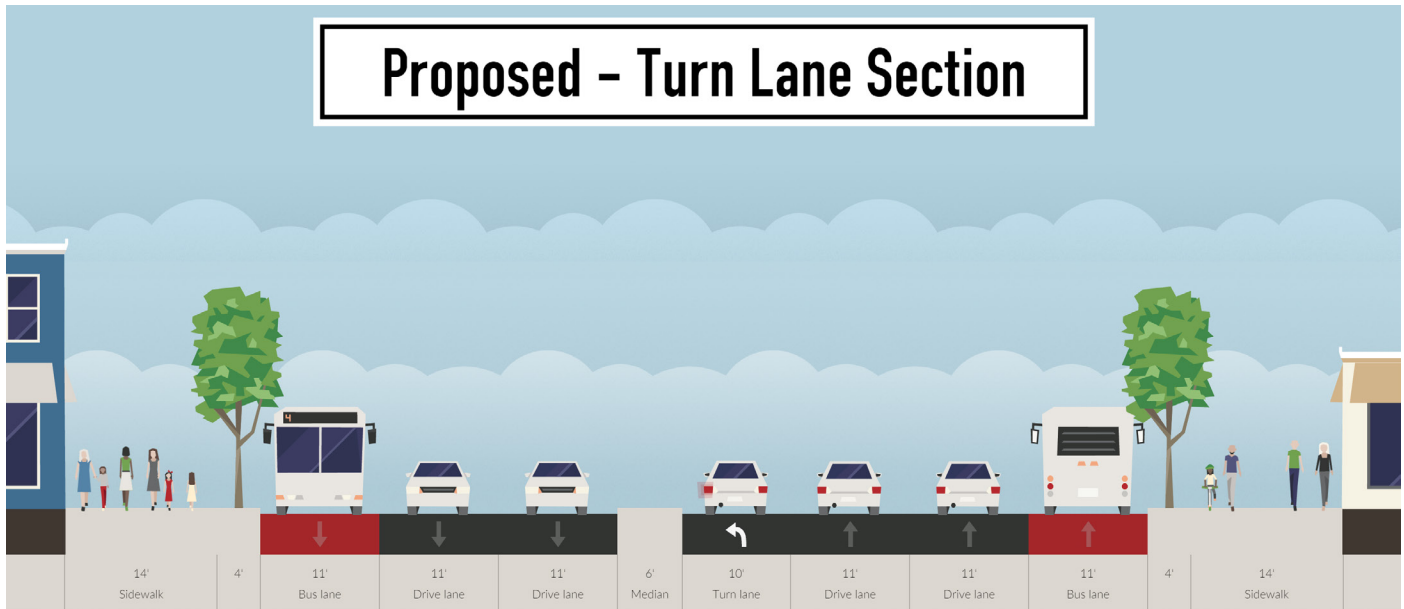 Proposed – Turn Lane Section
4
14' 4' 11' 11' 11' 6' 10' 11' 11' 11' 4' 14'
Sidewalk Bus lane Drive lane Drive lane Median Turn lane Drive lane Drive lane Bus lane Sidewalk